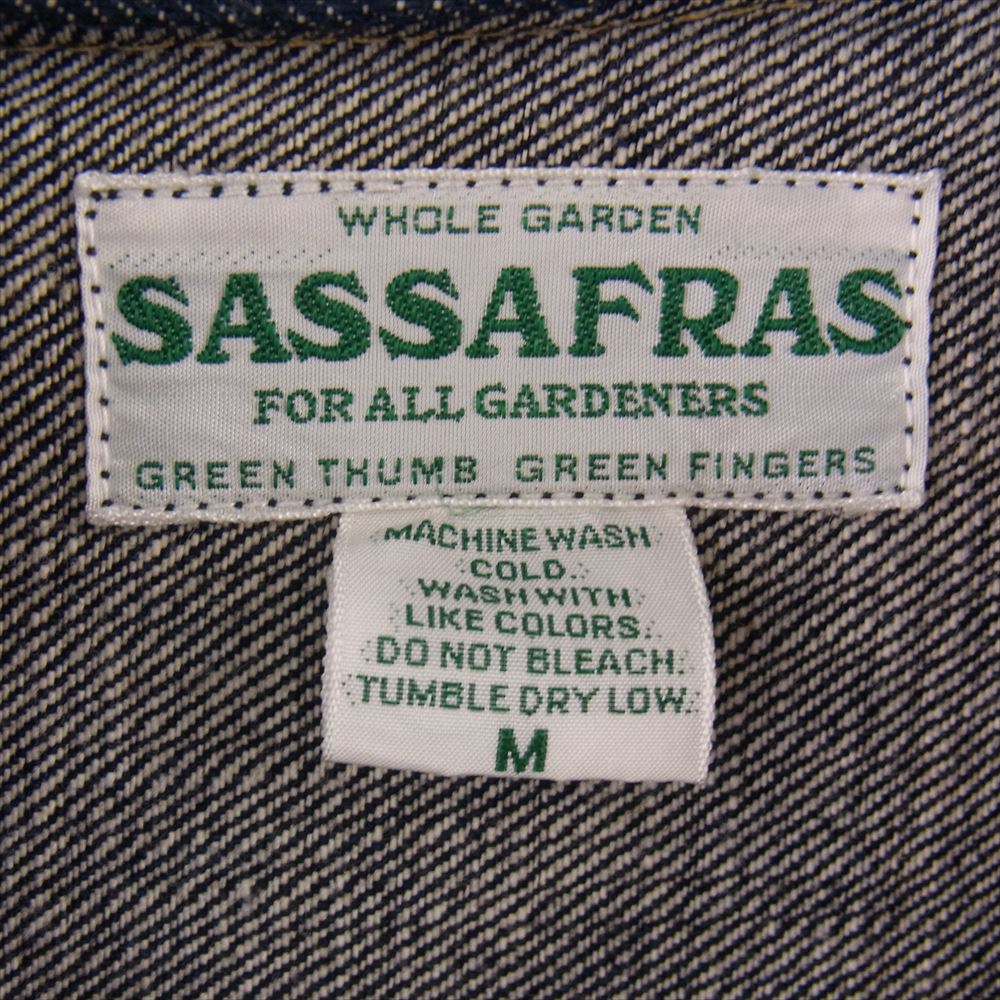 WHOLE GARDEN
SASSAFRAS
FOR ALL GARDENERS
GREEN THUMB GREEN FINGERS
MACHINE WASH
COLD.
WASH WITH
LIKE COLORS.
DO NOT BLEACH.
TUMBLE DRY LOW.
M